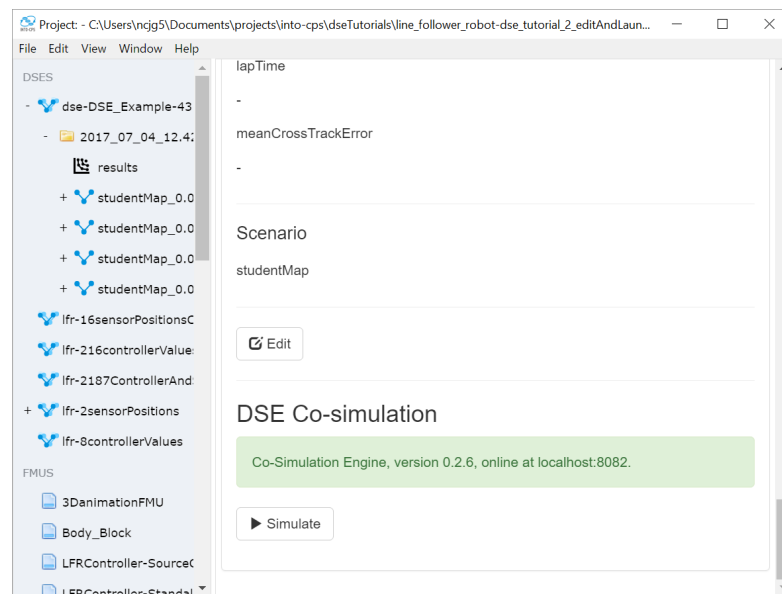 Project: - C:\Users\ncjg5\Documents\projects\into-cps\dseTutorials\line_follower_robot-dse_tutorial_2_editAndLaun...
File Edit View Window Help
DSES
- dse-DSE_Example-43
- 2017_07_04_12.42
results
+ studentMap_0.0
+ studentMap_0.0
+ studentMap_0.0
+ studentMap_0.0
lfr-16sensorPositionsC
lfr-216controllerValue
lfr-2187ControllerAnd
+ lfr-2sensorPositions
lfr-8controllerValues
FMUS
3DanimationFMU
Body_Block
LFRController-SourceC
LFRController-Standal
lapTime
-
meanCrossTrackError
-
Scenario
studentMap
Edit
DSE Co-simulation
Co-Simulation Engine, version 0.2.6, online at localhost:8082.
Simulate